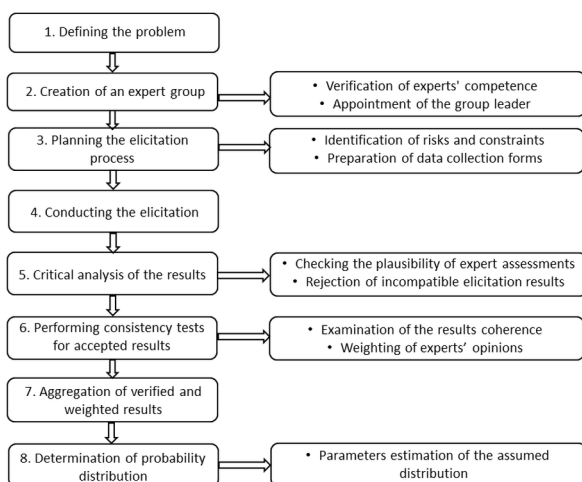 1. Defining the problem
2. Creation of an expert group
• Verification of experts' competence
• Appointment of the group leader
3. Planning the elicitation
process
• Identification of risks and constraints
• Preparation of data collection forms
4. Conducting the elicitation
5. Critical analysis of the results
• Checking the plausibility of expert assessments
• Rejection of incompatible elicitation results
6. Performing consistency tests
for accepted results
• Examination of the results coherence
• Weighting of experts’ opinions
7. Aggregation of verified and
weighted results
8. Determination of probability
distribution
• Parameters estimation of the assumed
distribution